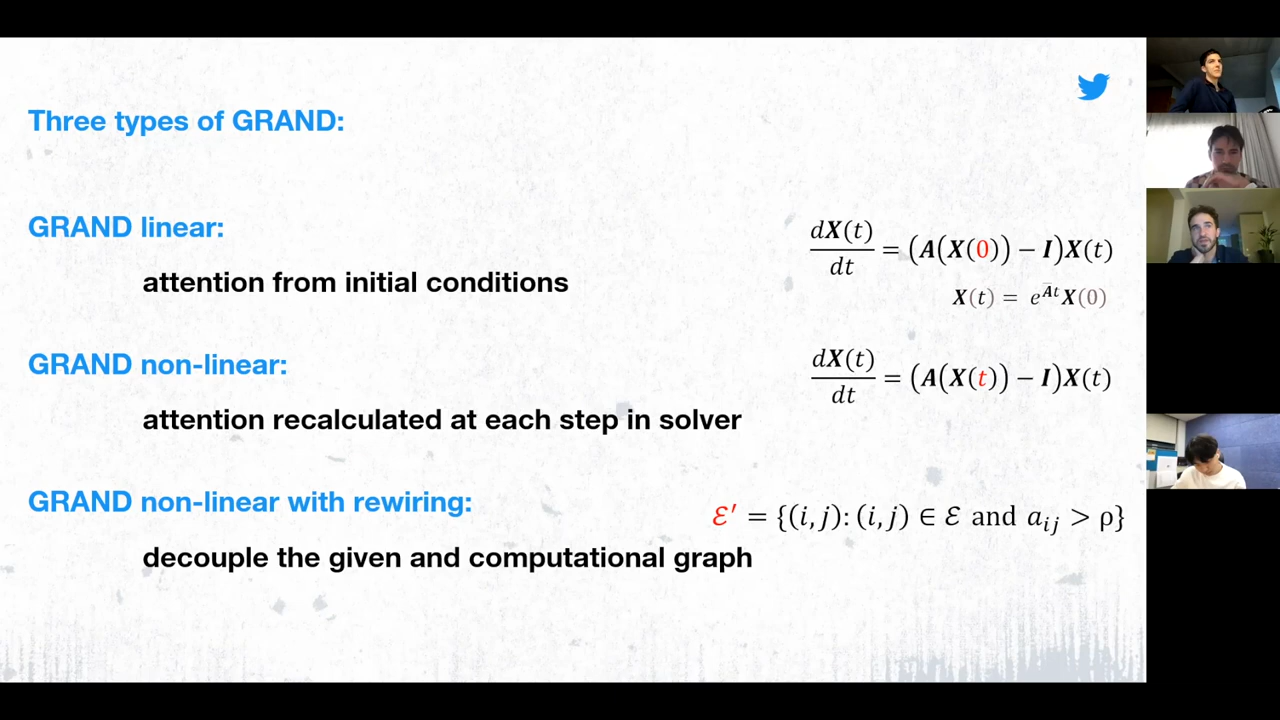 Three types of GRAND:
GRAND linear:
attention from initial conditions
d𝑿(t)/dt = (𝑨(𝑿(0)) − 𝑰)𝑿(t)
𝑿(t) = e^{Āt}𝑿(0)
GRAND non-linear:
attention recalculated at each step in solver
d𝑿(t)/dt = (𝑨(𝑿(t)) − 𝑰)𝑿(t)
GRAND non-linear with rewiring:
ℰ′ = {(i, j): (i, j) ∈ ℰ and a_{ij} > ρ}
decouple the given and computational graph